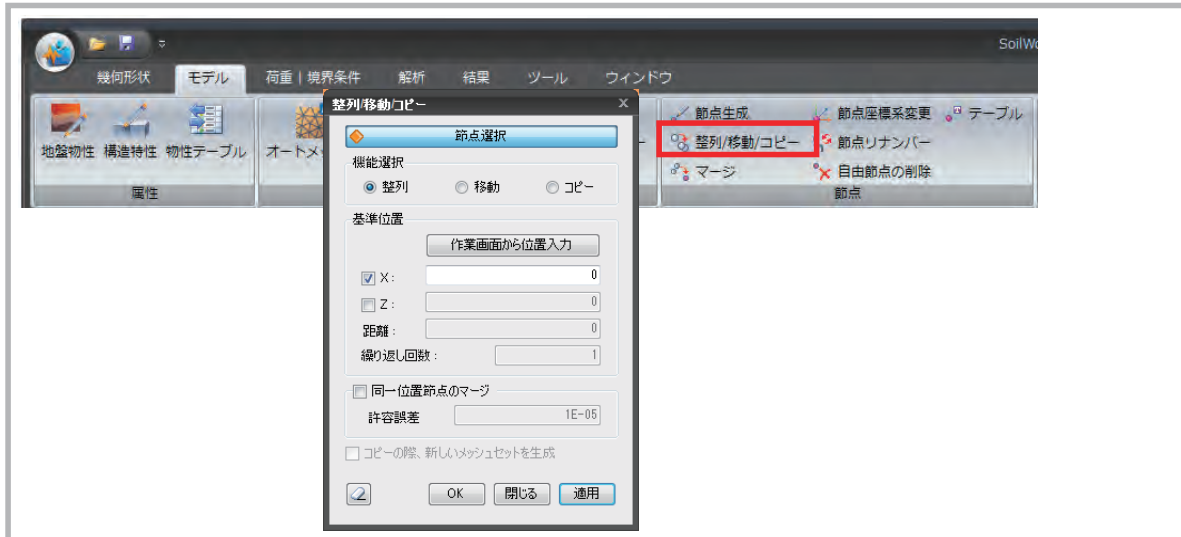 SoilWo
幾何形状 モデル 荷重 | 境界条件 解析 結果 ツール ウィンドウ
地盤物性 構造特性 物性テーブル
属性
オートメ
節点生成 節点座標系変更 テーブル
整列/移動/コピー 節点リナンバー
マージ 自由節点の削除
節点
整列/移動/コピー
節点選択
機能選択
整列 移動 コピー
基準位置
作業画面から位置入力
X : 0
Z : 0
距離 : 0
繰り返し回数 : 1
同一位置節点のマージ
許容誤差 1E-05
コピーの際、新しいメッシュセットを生成
OK 閉じる 適用